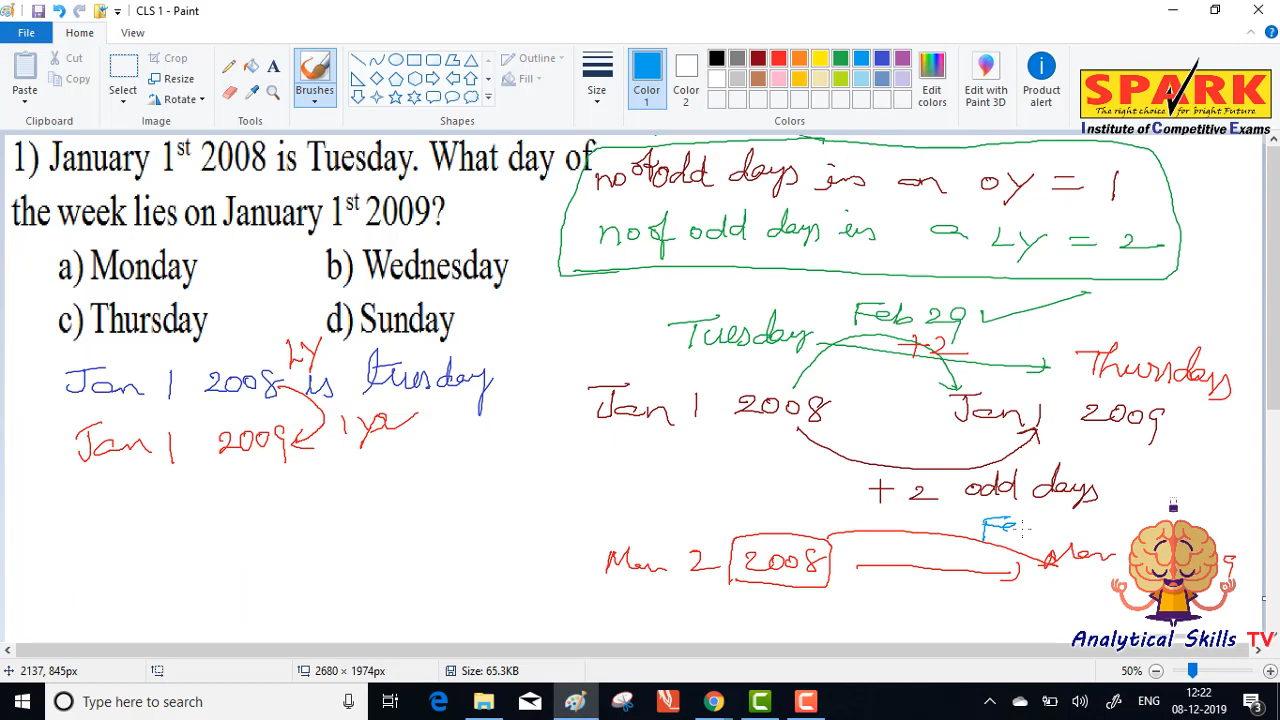 CLS 1 - Paint
File Home View
Paste Cut Copy Clipboard
Select Crop Resize Rotate Image
Tools
Brushes
Shapes Outline Fill
Size
Color 1 Color 2 Colors Edit colors
Edit with Paint 3D
Product alert
SPARK
The right choice for bright Future
Institute of Competitive Exams
1) January 1st 2008 is Tuesday. What day of
the week lies on January 1st 2009?
a) Monday b) Wednesday
c) Thursday d) Sunday
LY
Jan 1 2008 is tuesday
Jan 1 2009 1 yr
no of odd days in an OY = 1
no of odd days in a LY = 2
Feb 29
Tuesday +2 Thursday
Jan 1 2008 Jan 1 2009
+ 2 odd days
Fe
Mar 2 2008 Mar 9
Analytical Skills TV
2137, 845px 2680 × 1974px Size: 65.3KB 50%
Type here to search
ENG 12:22 08-12-2019 3